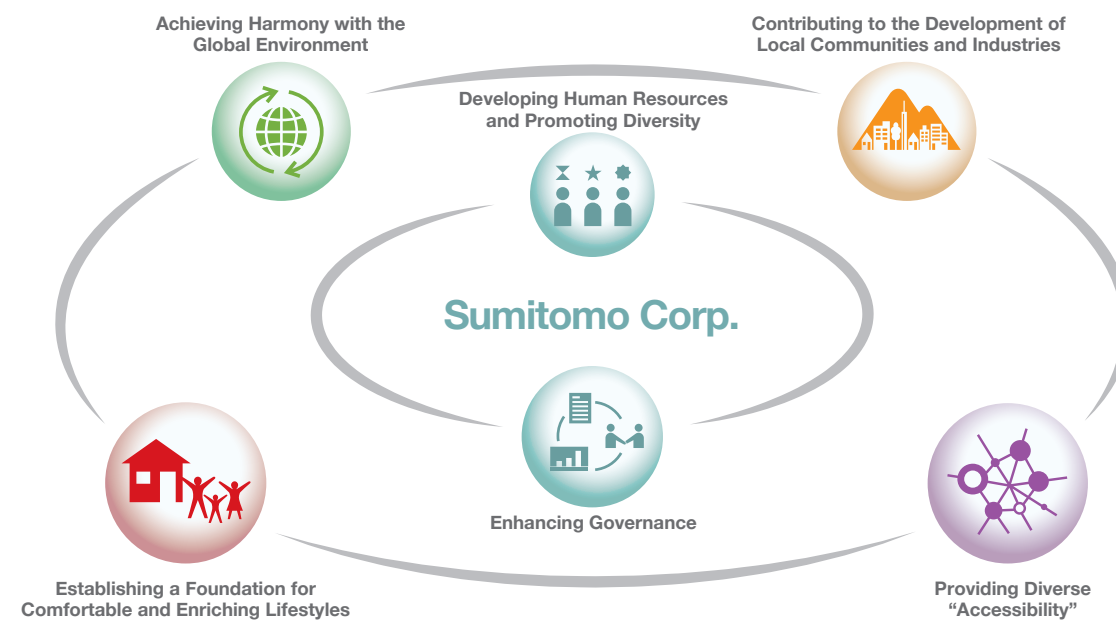 Achieving Harmony with the
Global Environment
Contributing to the Development of
Local Communities and Industries
Developing Human Resources
and Promoting Diversity
Sumitomo Corp.
Enhancing Governance
Establishing a Foundation for
Comfortable and Enriching Lifestyles
Providing Diverse
“Accessibility”